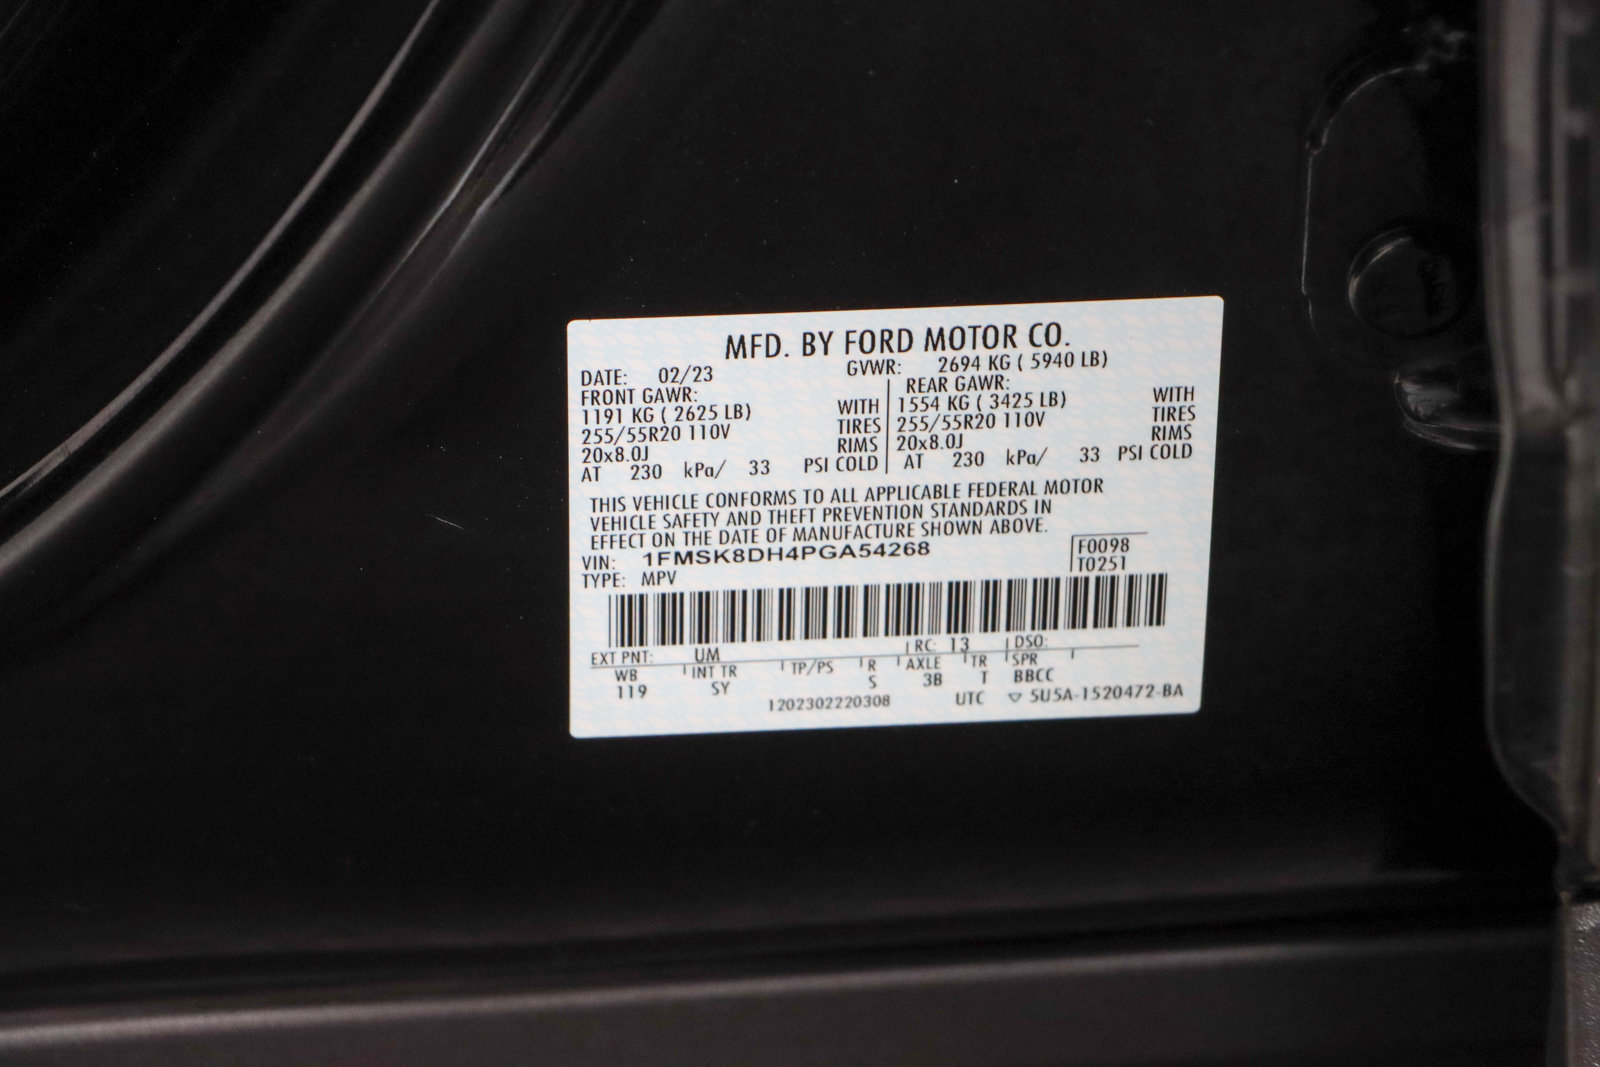 MFD. BY FORD MOTOR CO.
DATE: 02/23 GVWR: 2694 KG ( 5940 LB)
FRONT GAWR: REAR GAWR:
1191 KG ( 2625 LB) WITH 1554 KG ( 3425 LB) WITH
255/55R20 110V TIRES 255/55R20 110V TIRES
20x8.0J RIMS 20x8.0J RIMS
AT 230 kPa/ 33 PSI COLD AT 230 kPa/ 33 PSI COLD
THIS VEHICLE CONFORMS TO ALL APPLICABLE FEDERAL MOTOR
VEHICLE SAFETY AND THEFT PREVENTION STANDARDS IN
EFFECT ON THE DATE OF MANUFACTURE SHOWN ABOVE.
VIN: 1FMSK8DH4PGA54268 F0098
TYPE: MPV T0251
EXT PNT: UM RC: 13 DSO:
WB INT TR TP/PS R AXLE TR SPR
119 SY S 3B T BBCC
1202302220308 UTC ▽ 5U5A-1520472-BA